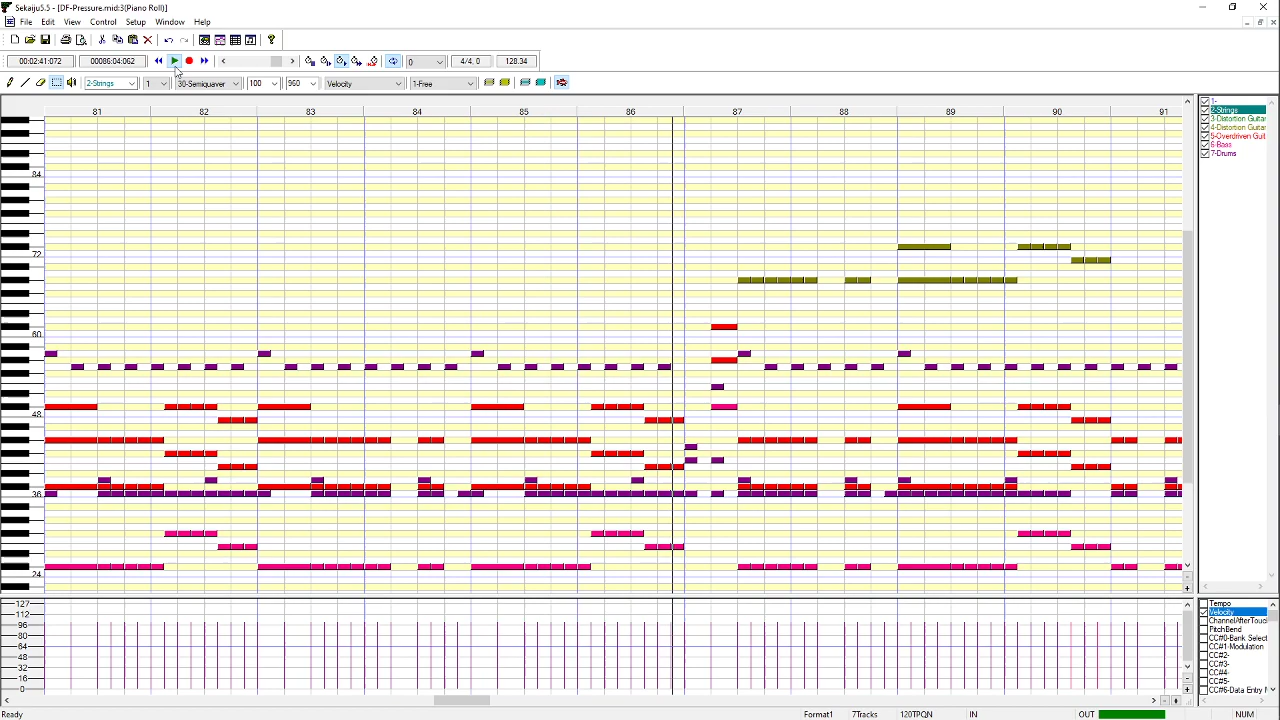 Sekaiju5.5 - [DF-Pressure.mid:3(Piano Roll)]
File Edit View Control Setup Window Help
00:02:41:072 00086:04:062 0 4/4, 0 128.34
2-Strings 1 30-Semiquaver 100 960 Velocity 1-Free
81 82 83 84 85 86 87 88 89 90 91
1-
2-Strings
3-Distortion Guitar
4-Distortion Guitar
5-Overdriven Guit
6-Bass
7-Drums
84
72
60
48
36
24
127
112
96
80
64
48
32
16
0
Tempo
Velocity
ChannelAfterTouc
PitchBend
CC#0-Bank Select
CC#1-Modulation
CC#2-
CC#3-
CC#4-
CC#5-
CC#6-Data Entry
Ready Format1 7Tracks 120TPQN IN OUT NUM